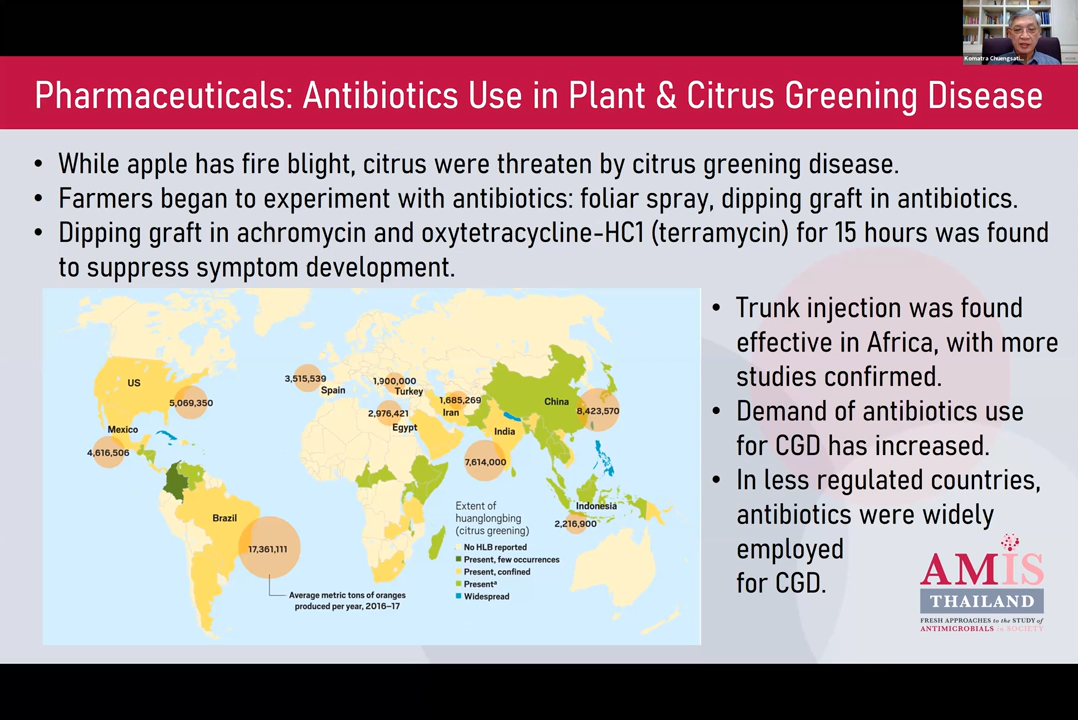 Komatra Chuengsati...
Pharmaceuticals: Antibiotics Use in Plant & Citrus Greening Disease
• While apple has fire blight, citrus were threaten by citrus greening disease.
• Farmers began to experiment with antibiotics: foliar spray, dipping graft in antibiotics.
• Dipping graft in achromycin and oxytetracycline-HC1 (terramycin) for 15 hours was found
to suppress symptom development.
US
5,069,350
Mexico
4,616,506
Brazil
17,361,111
Average metric tons of oranges
produced per year, 2016–17
3,515,539
Spain
1,900,000
Turkey
2,976,421
Egypt
1,685,269
Iran
India
7,614,000
China
8,423,570
Indonesia
2,216,900
Extent of
huanglongbing
(citrus greening)
No HLB reported
Present, few occurrences
Present, confined
Presentª
Widespread
• Trunk injection was found
effective in Africa, with more
studies confirmed.
• Demand of antibiotics use
for CGD has increased.
• In less regulated countries,
antibiotics were widely
employed
for CGD.
AMIS
THAILAND
FRESH APPROACHES to the STUDY of
ANTIMICROBIALS in SOCIETY